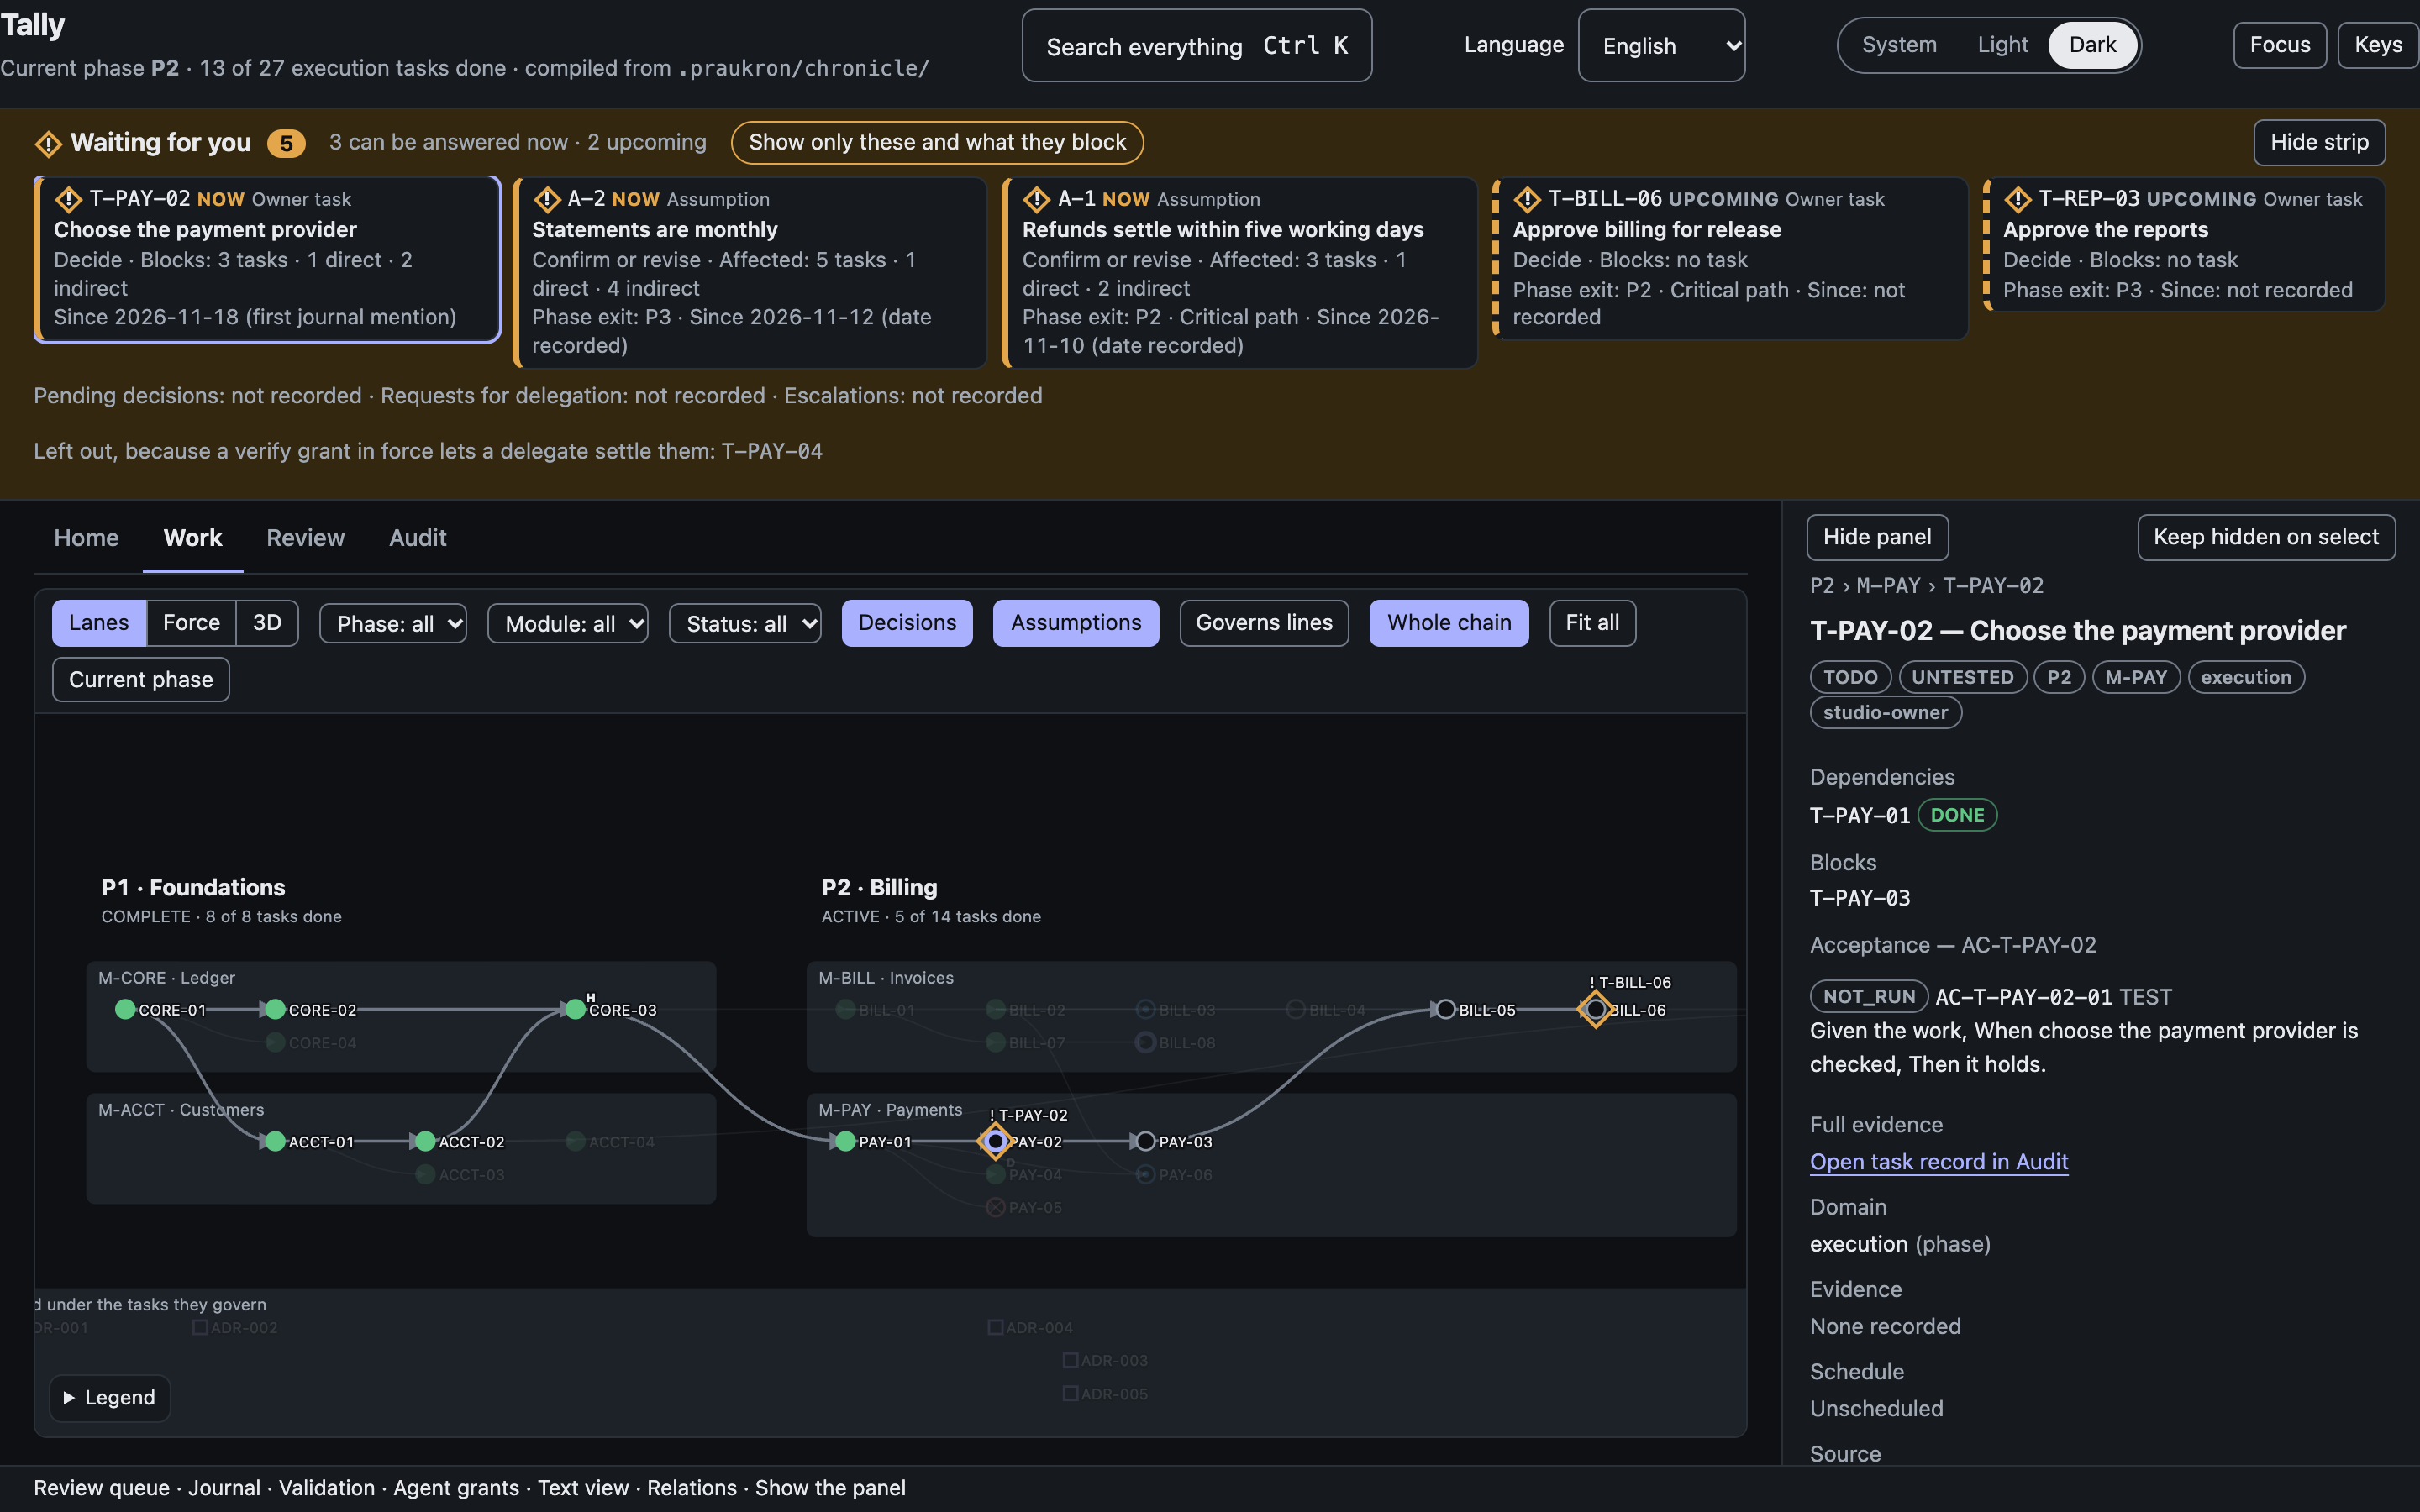 Tally
Current phase P2 · 13 of 27 execution tasks done · compiled from .praukron/chronicle/
Search everything Ctrl K
Language English
System Light Dark
Focus Keys
Waiting for you 5 3 can be answered now · 2 upcoming Show only these and what they block
Hide strip
T-PAY-02 NOW Owner task
Choose the payment provider
Decide · Blocks: 3 tasks · 1 direct · 2
indirect
Since 2026-11-18 (first journal mention)
A-2 NOW Assumption
Statements are monthly
Confirm or revise · Affected: 5 tasks · 1
direct · 4 indirect
Phase exit: P3 · Since 2026-11-12 (date
recorded)
A-1 NOW Assumption
Refunds settle within five working days
Confirm or revise · Affected: 3 tasks · 1
direct · 2 indirect
Phase exit: P2 · Critical path · Since 2026-
11-10 (date recorded)
T-BILL-06 UPCOMING Owner task
Approve billing for release
Decide · Blocks: no task
Phase exit: P2 · Critical path · Since: not
recorded
T-REP-03 UPCOMING Owner task
Approve the reports
Decide · Blocks: no task
Phase exit: P3 · Since: not recorded
Pending decisions: not recorded · Requests for delegation: not recorded · Escalations: not recorded
Left out, because a verify grant in force lets a delegate settle them: T-PAY-04
Home Work Review Audit
Lanes Force 3D Phase: all Module: all Status: all Decisions Assumptions Governs lines Whole chain Fit all
Current phase
P1 · Foundations
COMPLETE · 8 of 8 tasks done
M-CORE · Ledger
CORE-01 CORE-02 H CORE-03
CORE-04
M-ACCT · Customers
ACCT-01 ACCT-02 ACCT-04
ACCT-03
P2 · Billing
ACTIVE · 5 of 14 tasks done
M-BILL · Invoices
! T-BILL-06
BILL-01 BILL-02 BILL-03 BILL-04 BILL-05 BILL-06
BILL-07 BILL-08
M-PAY · Payments
! T-PAY-02
PAY-01 PAY-02 PAY-03
D
PAY-04 PAY-06
PAY-05
d under the tasks they govern
DR-001 ADR-002 ADR-004
ADR-003
ADR-005
Legend
Hide panel Keep hidden on select
P2 › M-PAY › T-PAY-02
T-PAY-02 — Choose the payment provider
TODO UNTESTED P2 M-PAY execution
studio-owner
Dependencies
T-PAY-01 DONE
Blocks
T-PAY-03
Acceptance — AC-T-PAY-02
NOT_RUN AC-T-PAY-02-01 TEST
Given the work, When choose the payment provider is
checked, Then it holds.
Full evidence
Open task record in Audit
Domain
execution (phase)
Evidence
None recorded
Schedule
Unscheduled
Source
Review queue · Journal · Validation · Agent grants · Text view · Relations · Show the panel